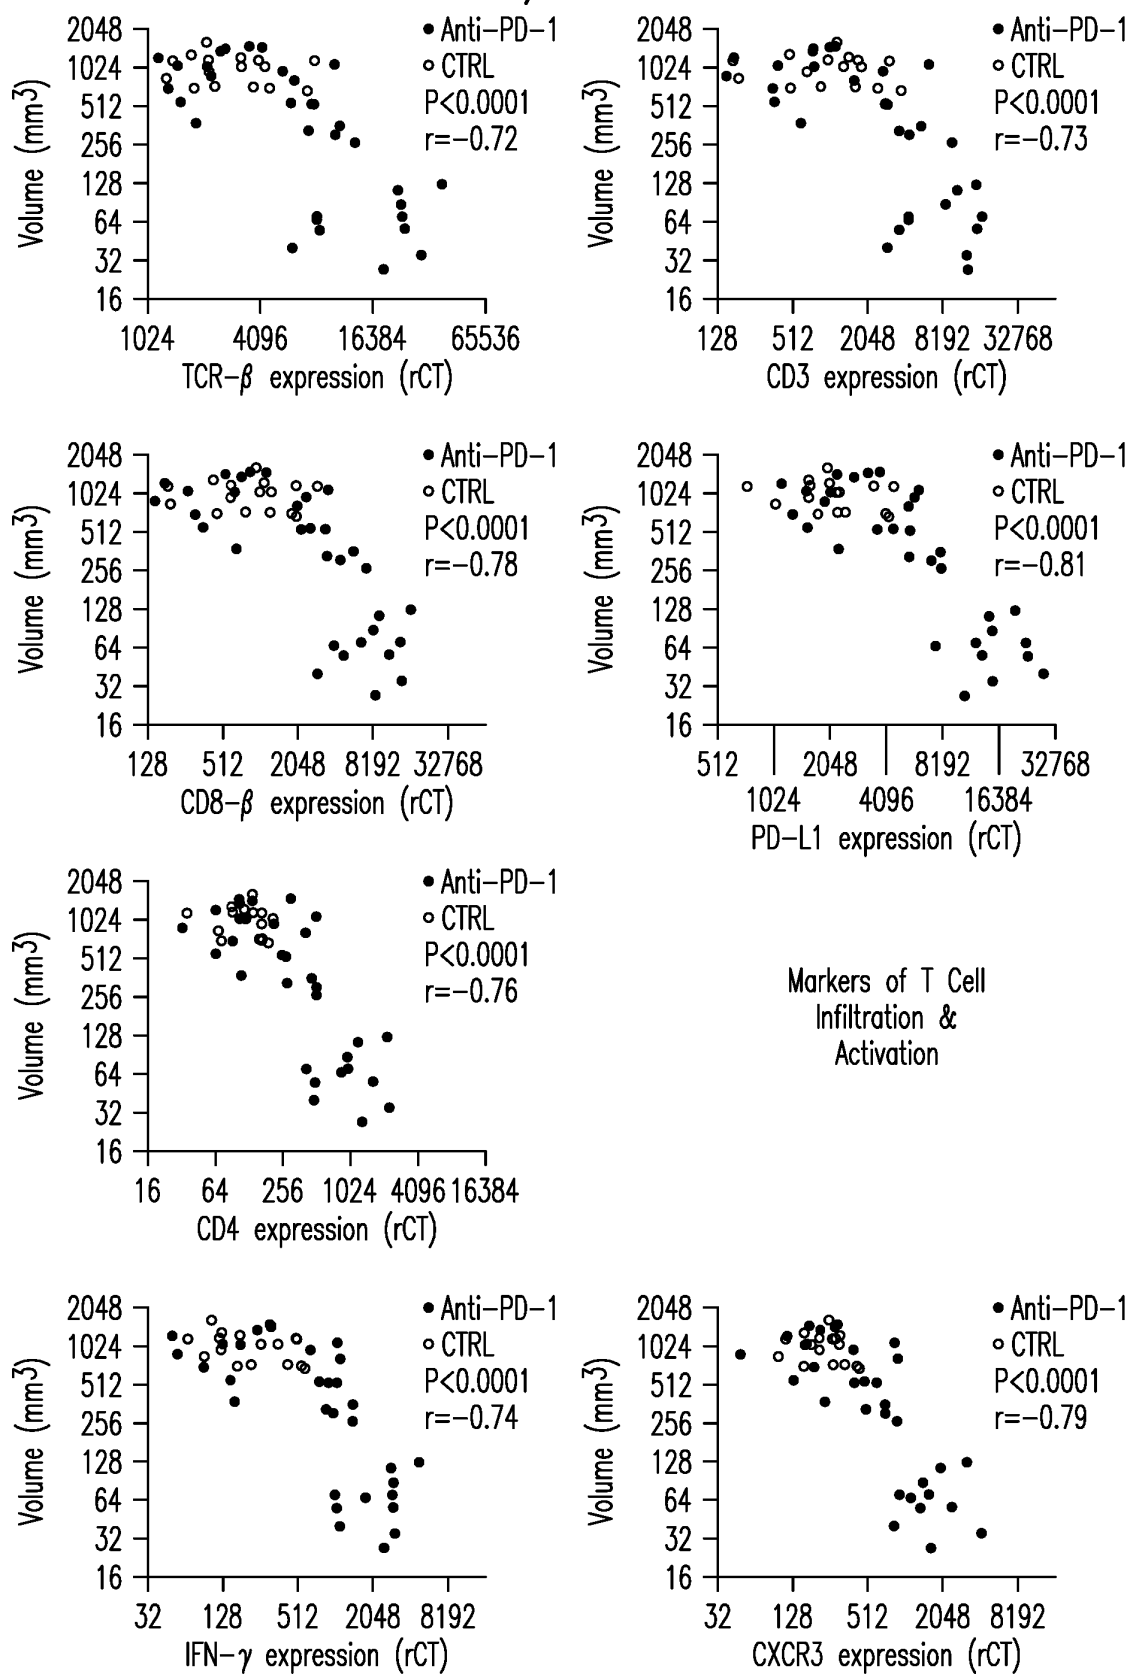 Volume (mm3)
2048
1024
512
256
128
64
32
16
Anti-PD-1
CTRL
P<0.0001
r=-0.72
1024 4096 16384 65536
TCR-β expression (rCT)
Volume (mm3)
2048
1024
512
256
128
64
32
16
Anti-PD-1
CTRL
P<0.0001
r=-0.73
128 512 2048 8192 32768
CD3 expression (rCT)
Volume (mm3)
2048
1024
512
256
128
64
32
16
Anti-PD-1
CTRL
P<0.0001
r=-0.78
128 512 2048 8192 32768
CD8-β expression (rCT)
Volume (mm3)
2048
1024
512
256
128
64
32
16
Anti-PD-1
CTRL
P<0.0001
r=-0.81
512 2048 8192 32768
1024 4096 16384
PD-L1 expression (rCT)
Volume (mm3)
2048
1024
512
256
128
64
32
16
Anti-PD-1
CTRL
P<0.0001
r=-0.76
16 64 256 1024 4096 16384
CD4 expression (rCT)
Markers of T Cell
Infiltration &
Activation
Volume (mm3)
2048
1024
512
256
128
64
32
16
Anti-PD-1
CTRL
P<0.0001
r=-0.74
32 128 512 2048 8192
IFN-γ expression (rCT)
Volume (mm3)
2048
1024
512
256
128
64
32
16
Anti-PD-1
CTRL
P<0.0001
r=-0.79
32 128 512 2048 8192
CXCR3 expression (rCT)